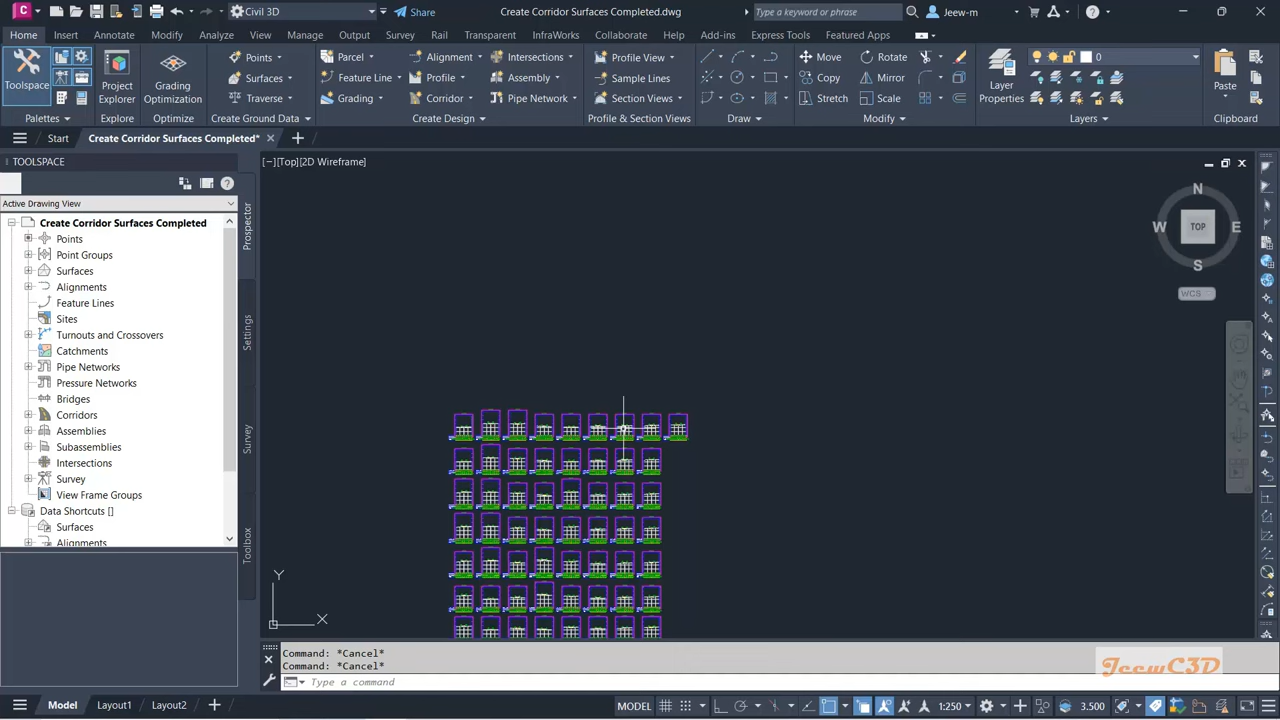 C Civil 3D Share Create Corridor Surfaces Completed.dwg Type a keyword or phrase Jeew-m
Home Insert Annotate Modify Analyze View Manage Output Survey Rail Transparent InfraWorks Collaborate Help Add-ins Express Tools Featured Apps
Points Parcel Alignment Intersections Profile View Move Rotate 0
Toolspace Project Explorer Grading Optimization Surfaces Feature Line Profile Assembly Sample Lines Copy Mirror Layer Properties Paste
Traverse Grading Corridor Pipe Network Section Views Stretch Scale
Palettes Explore Optimize Create Ground Data Create Design Profile & Section Views Draw Modify Layers Clipboard
Start Create Corridor Surfaces Completed*
TOOLSPACE
[−][Top][2D Wireframe]
Active Drawing View
Create Corridor Surfaces Completed
Points
Point Groups
Surfaces
Alignments
Feature Lines
Sites
Turnouts and Crossovers
Catchments
Pipe Networks
Pressure Networks
Bridges
Corridors
Assemblies
Subassemblies
Intersections
Survey
View Frame Groups
Data Shortcuts []
Surfaces
Alignments
Prospector
Settings
Survey
Toolbox
N
W TOP E
S
WCS
Y
X
Command: *Cancel*
Command: *Cancel*
Type a command
JeewC3D
Model Layout1 Layout2 MODEL 1:250 3.500